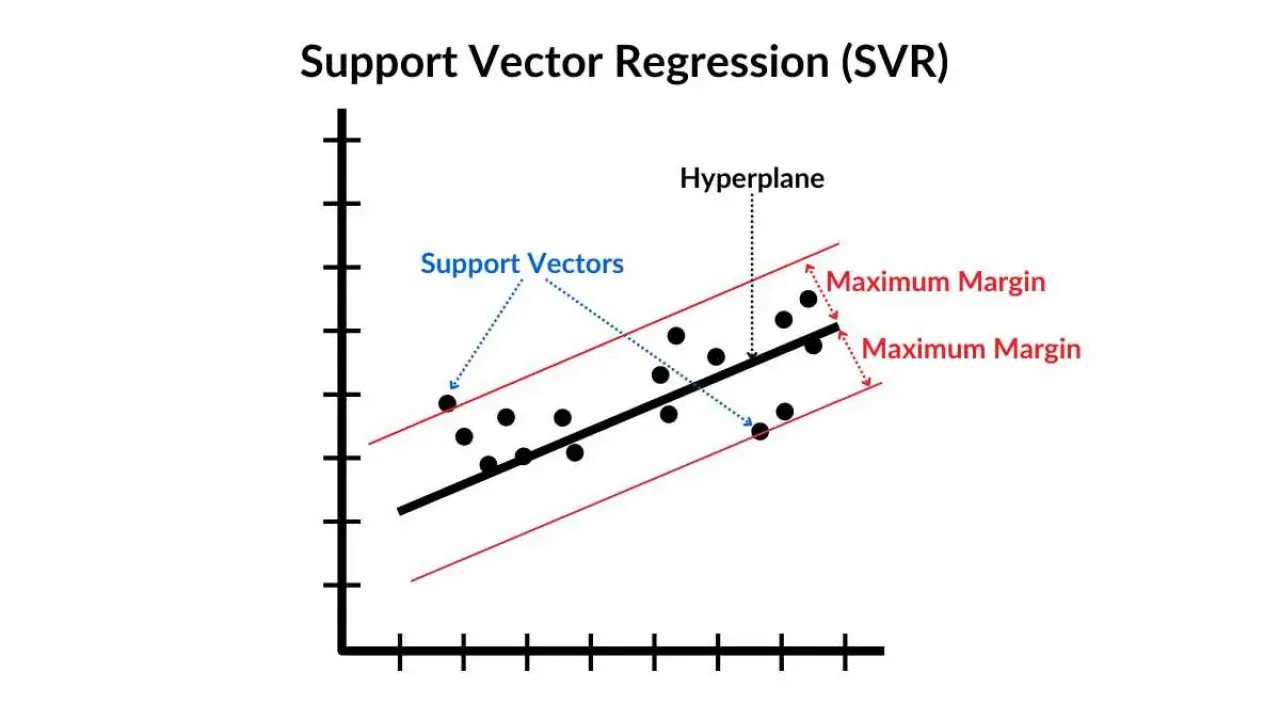 Support Vector Regression (SVR)
Hyperplane
Support Vectors
Maximum Margin
Maximum Margin